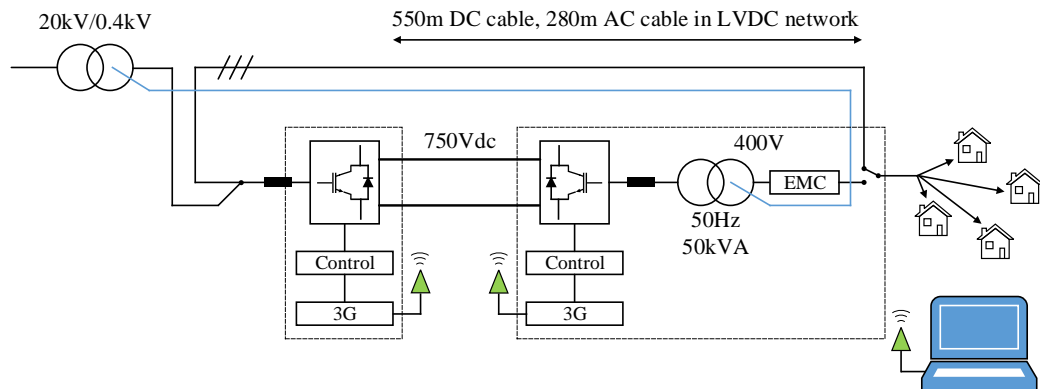 550m DC cable, 280m AC cable in LVDC network
20kV/0.4kV
750Vdc
400V
EMC
50Hz
50kVA
Control
Control
3G
3G